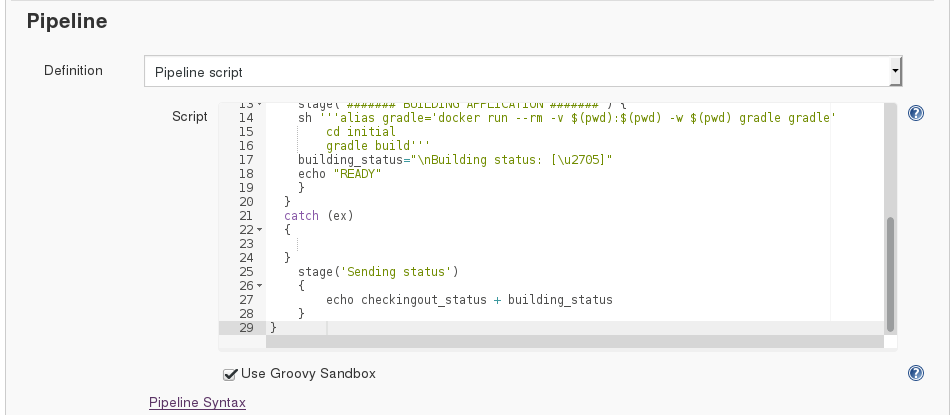 Pipeline
Definition
Pipeline script
Script
13 stage('####### BUILDING APPLICATION #######') {
14 sh '''alias gradle='docker run --rm -v $(pwd):$(pwd) -w $(pwd) gradle gradle'
15 cd initial
16 gradle build'''
17 building_status="\nBuilding status: [\u2705]"
18 echo "READY"
19 }
20 }
21 catch (ex)
22 {
23
24 }
25 stage('Sending status')
26 {
27 echo checkingout_status + building_status
28 }
29 }
Use Groovy Sandbox
Pipeline Syntax